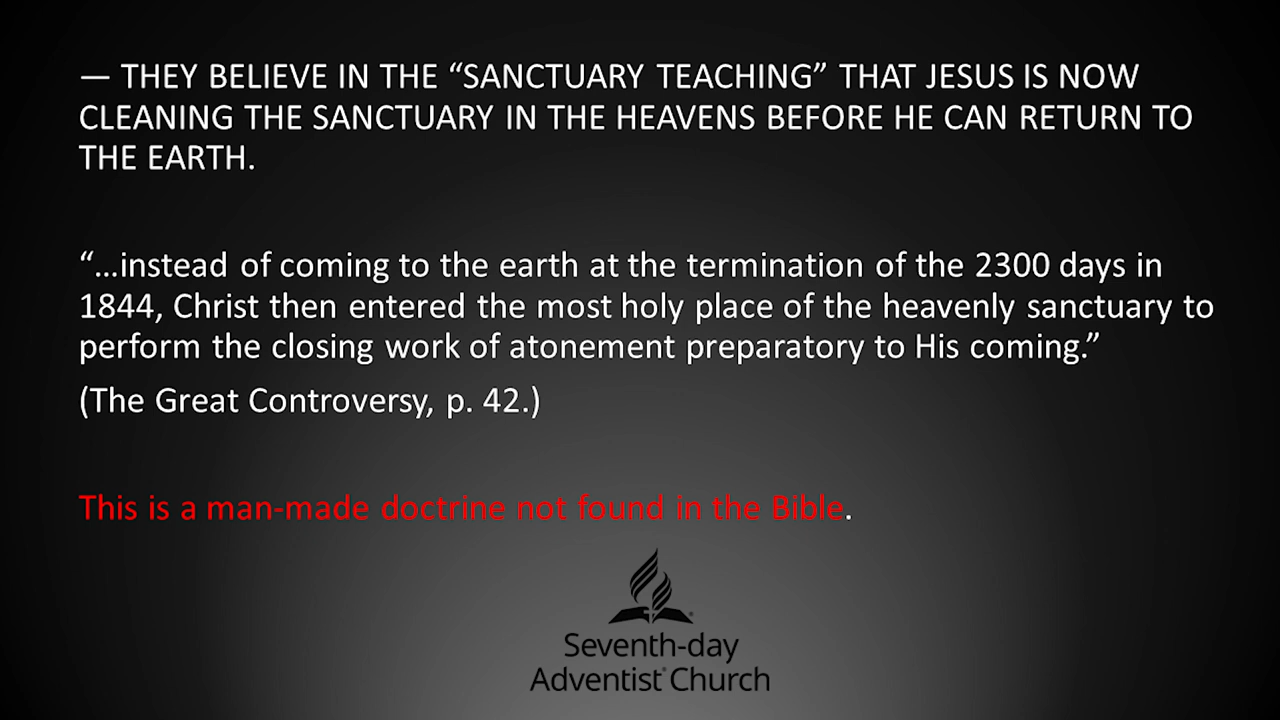 — THEY BELIEVE IN THE “SANCTUARY TEACHING” THAT JESUS IS NOW
CLEANING THE SANCTUARY IN THE HEAVENS BEFORE HE CAN RETURN TO
THE EARTH.
“…instead of coming to the earth at the termination of the 2300 days in
1844, Christ then entered the most holy place of the heavenly sanctuary to
perform the closing work of atonement preparatory to His coming.”
(The Great Controversy, p. 42.)
This is a man-made doctrine not found in the Bible.
Seventh-day
Adventist® Church